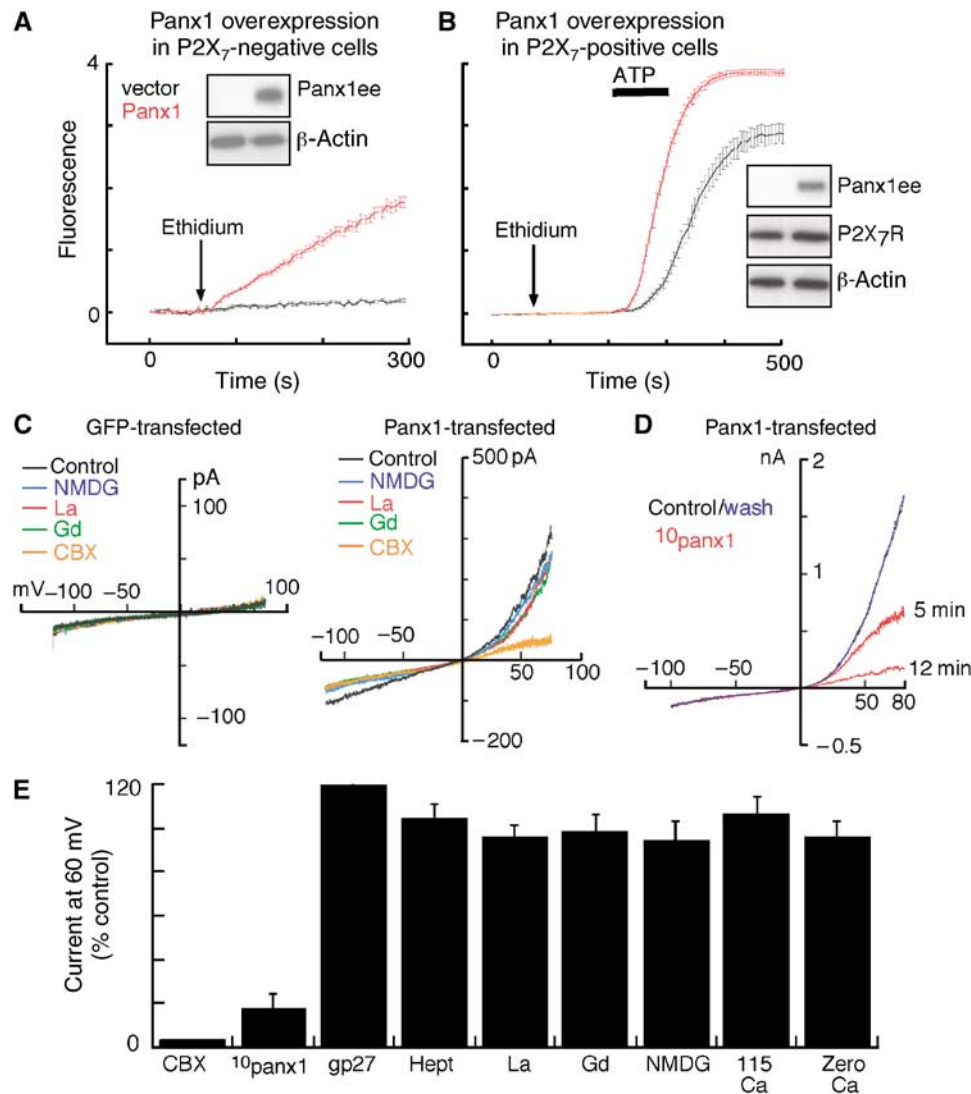 A
Panx1 overexpression
in P2X₇-negative cells
B
Panx1 overexpression
in P2X₇-positive cells
4
vector
Panx1
Panx1ee
β-Actin
Fluorescence
Ethidium
0
0
300
Time (s)
ATP
Ethidium
Panx1ee
P2X₇R
β-Actin
0
500
Time (s)
C
GFP-transfected
Control
NMDG
La
Gd
CBX
pA
100
mV
−100
−50
100
−100
Panx1-transfected
500 pA
Control
NMDG
La
Gd
CBX
−100
−50
50
100
−200
D
Panx1-transfected
nA
2
Control/wash
¹⁰panx1
1
5 min
12 min
−100
−50
50
80
−0.5
E
Current at 60 mV
(% control)
120
0
CBX
¹⁰panx1
gp27
Hept
La
Gd
NMDG
115
Ca
Zero
Ca